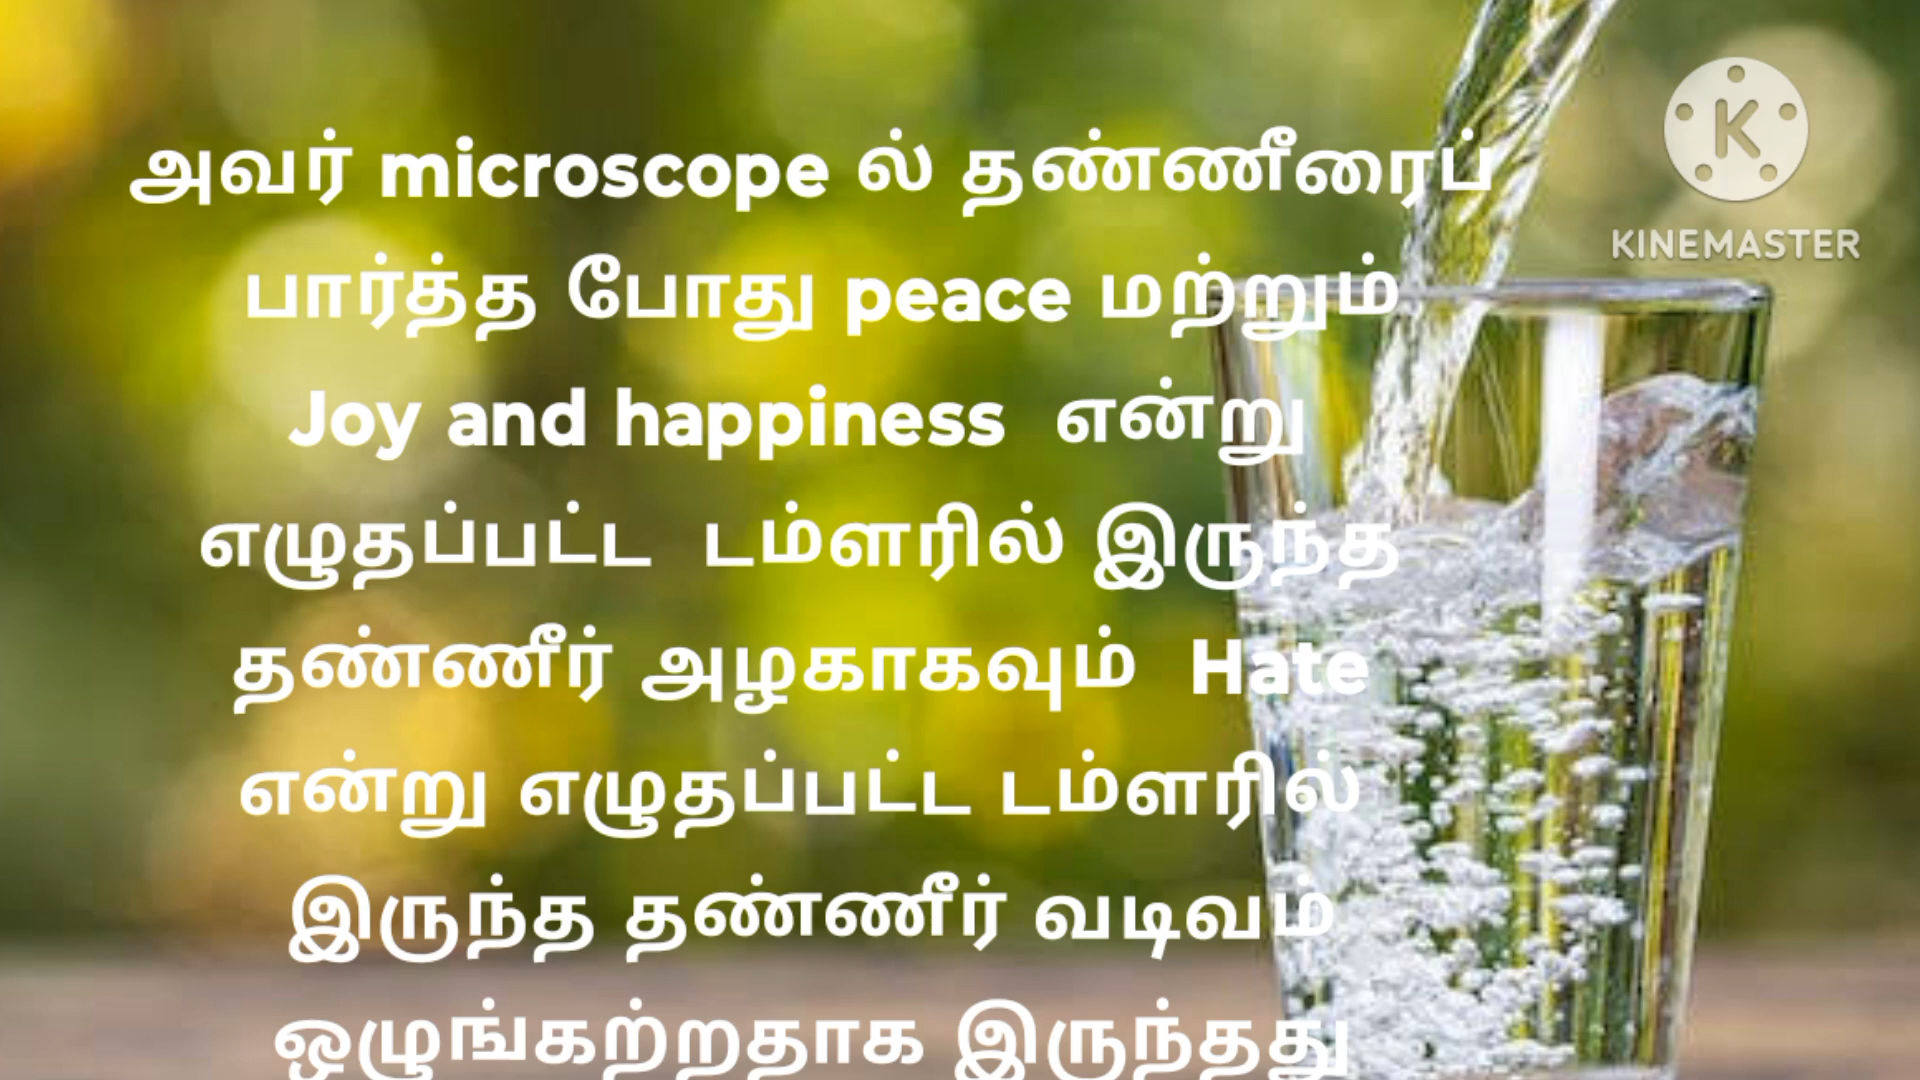 அவர் microscope ல் தண்ணீரைப்
பார்த்த போது peace மற்றும்
Joy and happiness என்று
எழுதப்பட்ட டம்ளரில் இருந்த
தண்ணீர் அழகாகவும் Hate
என்று எழுதப்பட்ட டம்ளரில்
இருந்த தண்ணீர் வடிவம்
ஒழுங்கற்றதாக இருந்தது
K
KINEMASTER